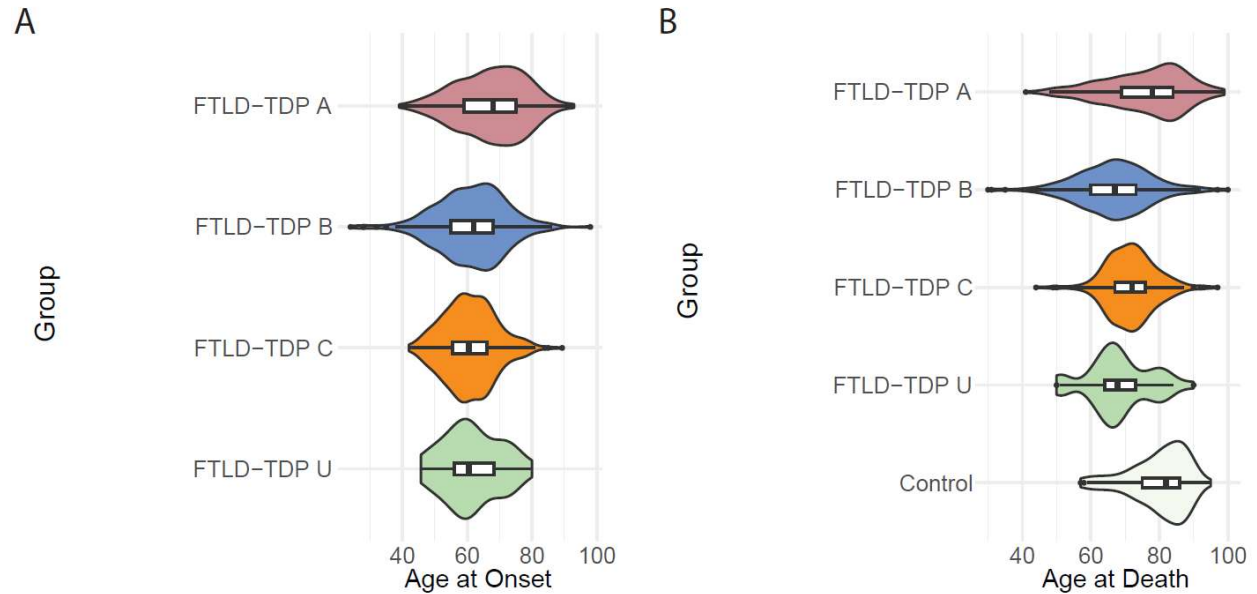 A
Group
FTLD−TDP A
FTLD−TDP B
FTLD−TDP C
FTLD−TDP U
40 60 80 100
Age at Onset
B
Group
FTLD−TDP A
FTLD−TDP B
FTLD−TDP C
FTLD−TDP U
Control
40 60 80 100
Age at Death